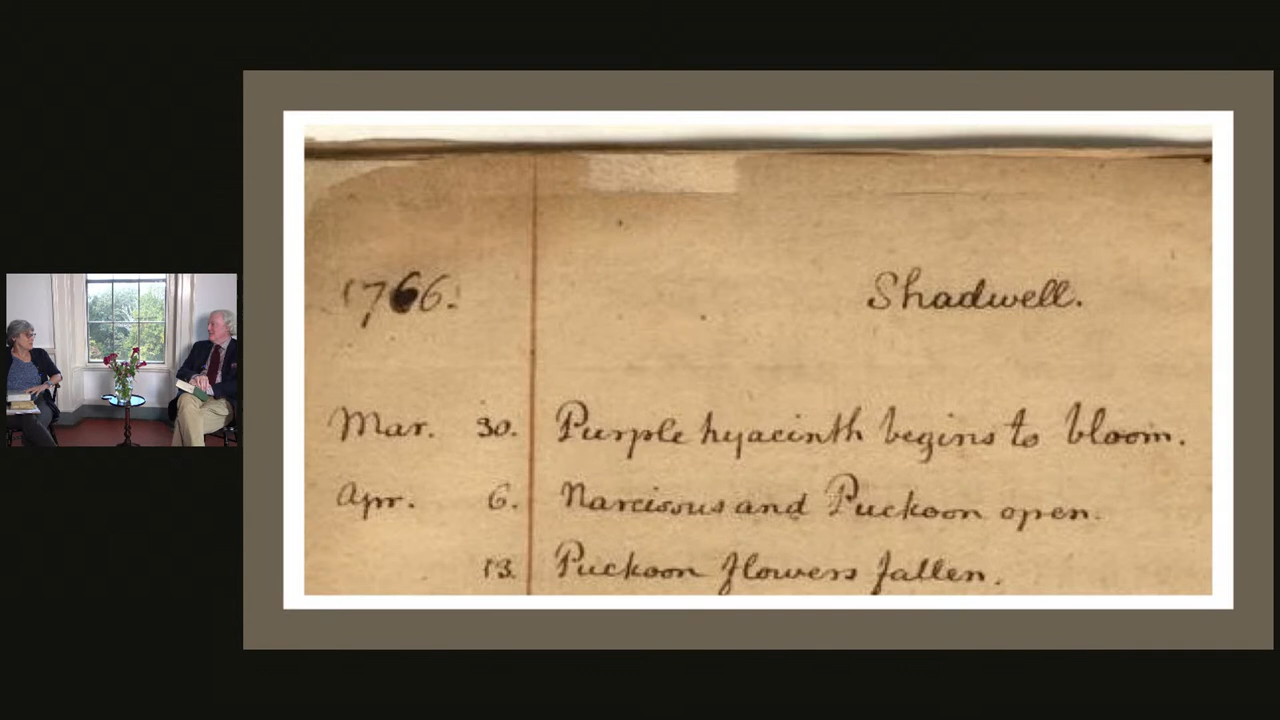 1766. Shadwell.
Mar. 30. Purple hyacinth begins to bloom.
Apr. 6. Narcissus and Puckoon open.
13. Puckoon flowers fallen.